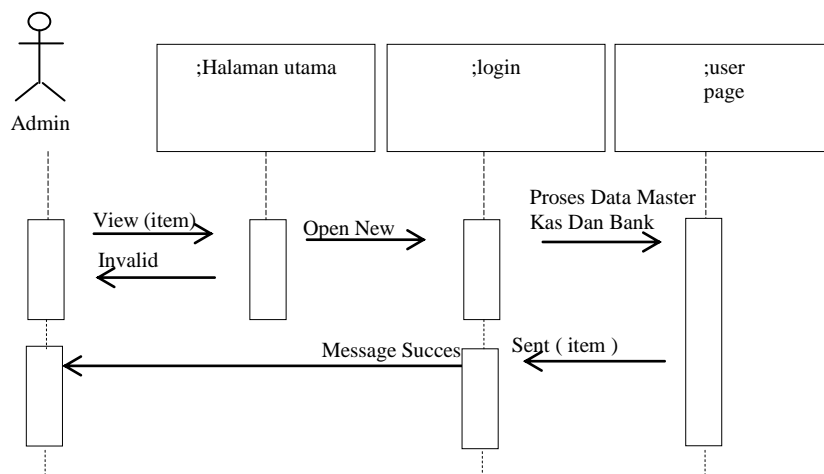 ;Halaman utama
;login
;user
page
Admin
View (item)
Open New
Proses Data Master
Kas Dan Bank
Invalid
Message Succes
Sent ( item )